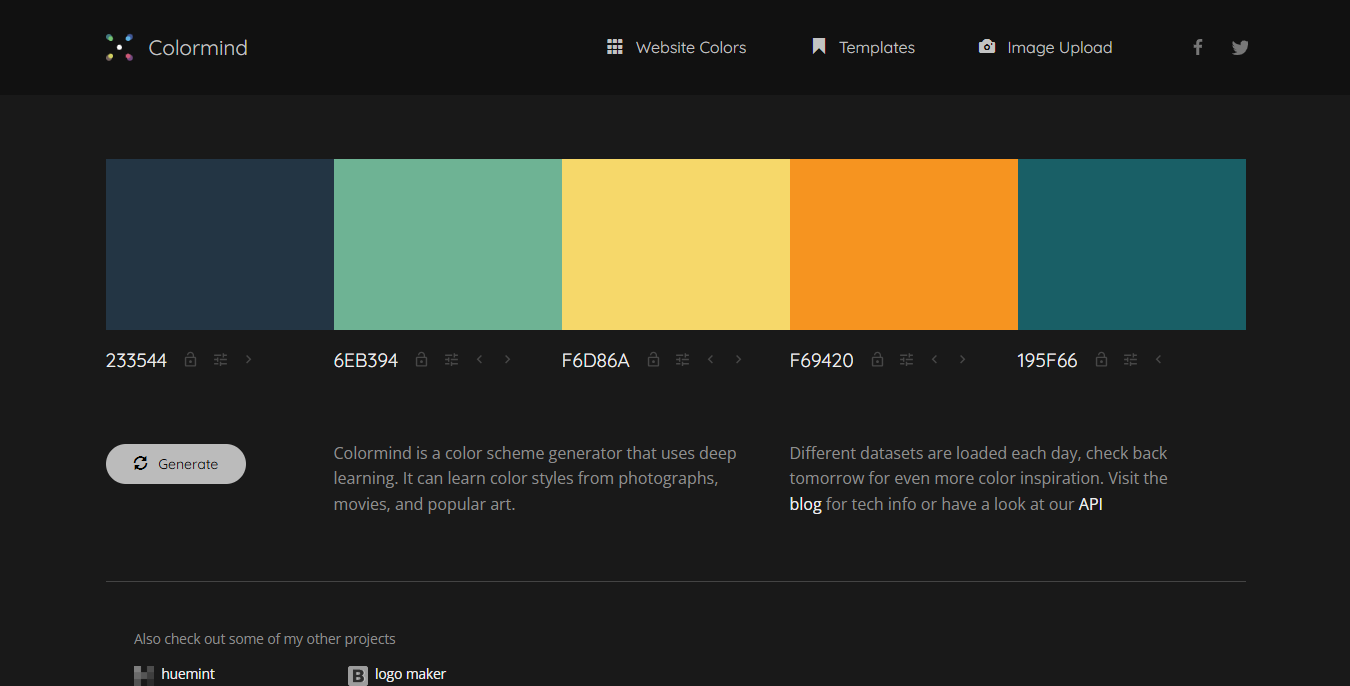 Colormind
Website Colors
Templates
Image Upload
233544
6EB394
F6D86A
F69420
195F66
Generate
Colormind is a color scheme generator that uses deep
learning. It can learn color styles from photographs,
movies, and popular art.
Different datasets are loaded each day, check back
tomorrow for even more color inspiration. Visit the
blog for tech info or have a look at our API
Also check out some of my other projects
huemint
B logo maker